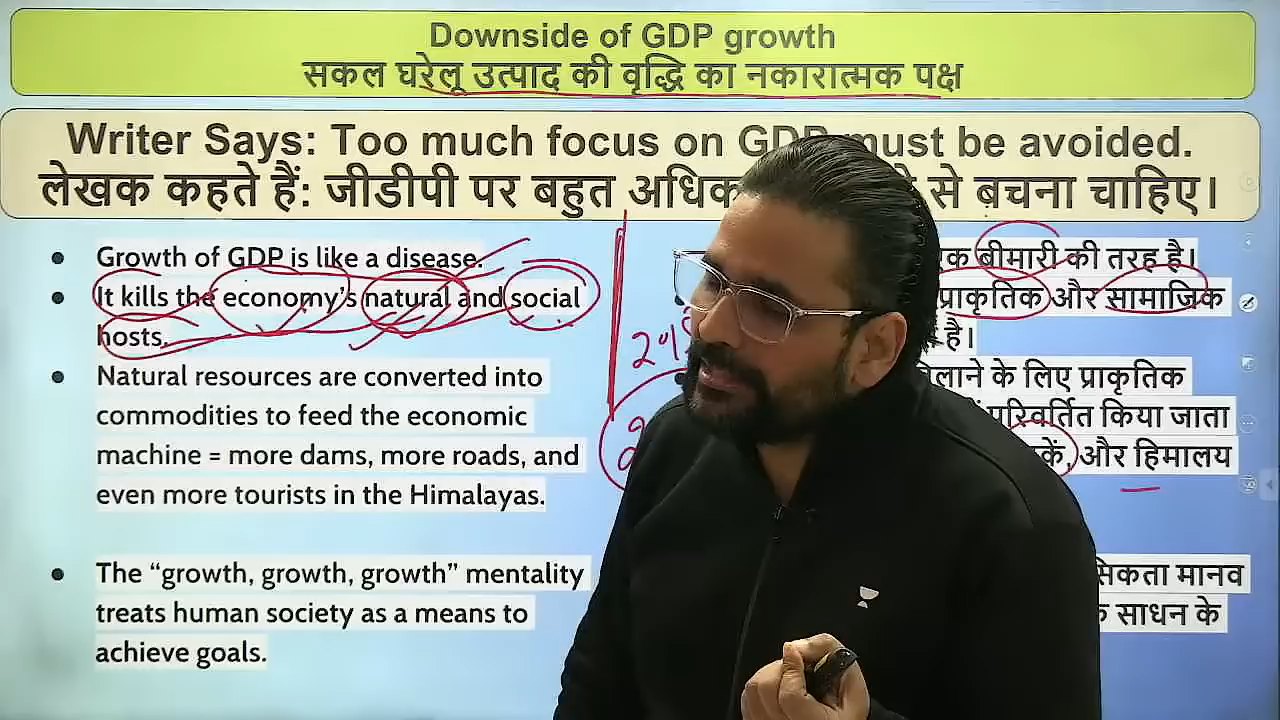 Downside of GDP growth
सकल घरेलू उत्पाद की वृद्धि का नकारात्मक पक्ष
Writer Says: Too much focus on GDP must be avoided.
लेखक कहते हैं: जीडीपी पर बहुत अधिक से बचना चाहिए।
Growth of GDP is like a disease.
It kills the economy's natural and social
hosts.
Natural resources are converted into
commodities to feed the economic
machine = more dams, more roads, and
even more tourists in the Himalayas.
The “growth, growth, growth” mentality
treats human society as a means to
achieve goals.
बीमारी की तरह है।
प्राकृतिक और सामाजिक
है।
के लिए प्राकृतिक
परिवर्तित किया जाता
और हिमालय
मानव
साधन के